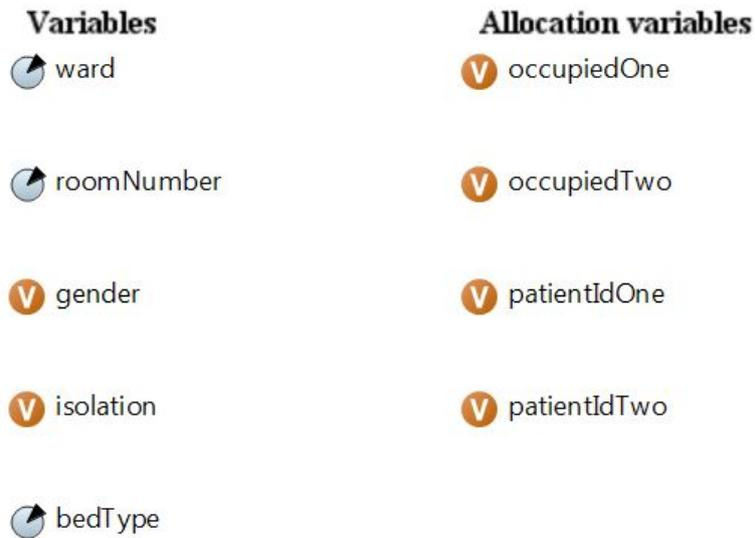 Variables
ward
roomNumber
V gender
V isolation
bedType
Allocation variables
V occupiedOne
V occupiedTwo
V patientIdOne
V patientIdTwo